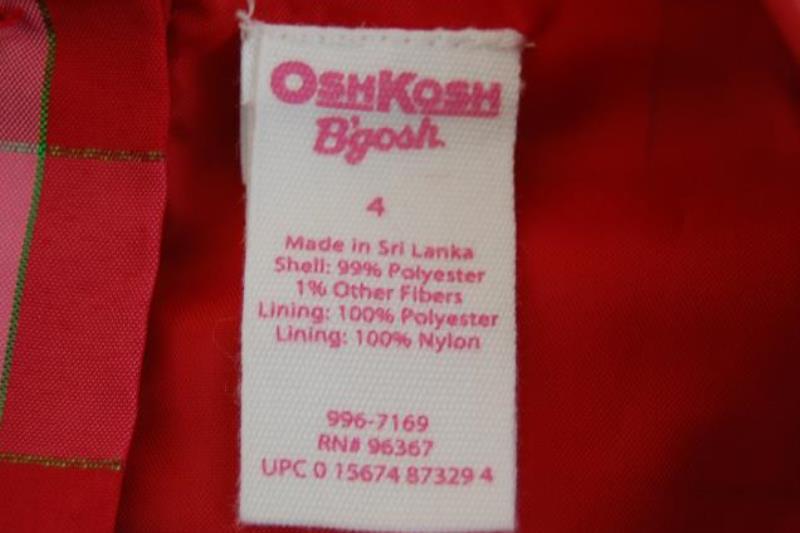 OSHKOSH
B'gosh.
4
Made in Sri Lanka
Shell: 99% Polyester
1% Other Fibers
Lining: 100% Polyester
Lining: 100% Nylon
996-7169
RN# 96367
UPC 0 15674 87329 4